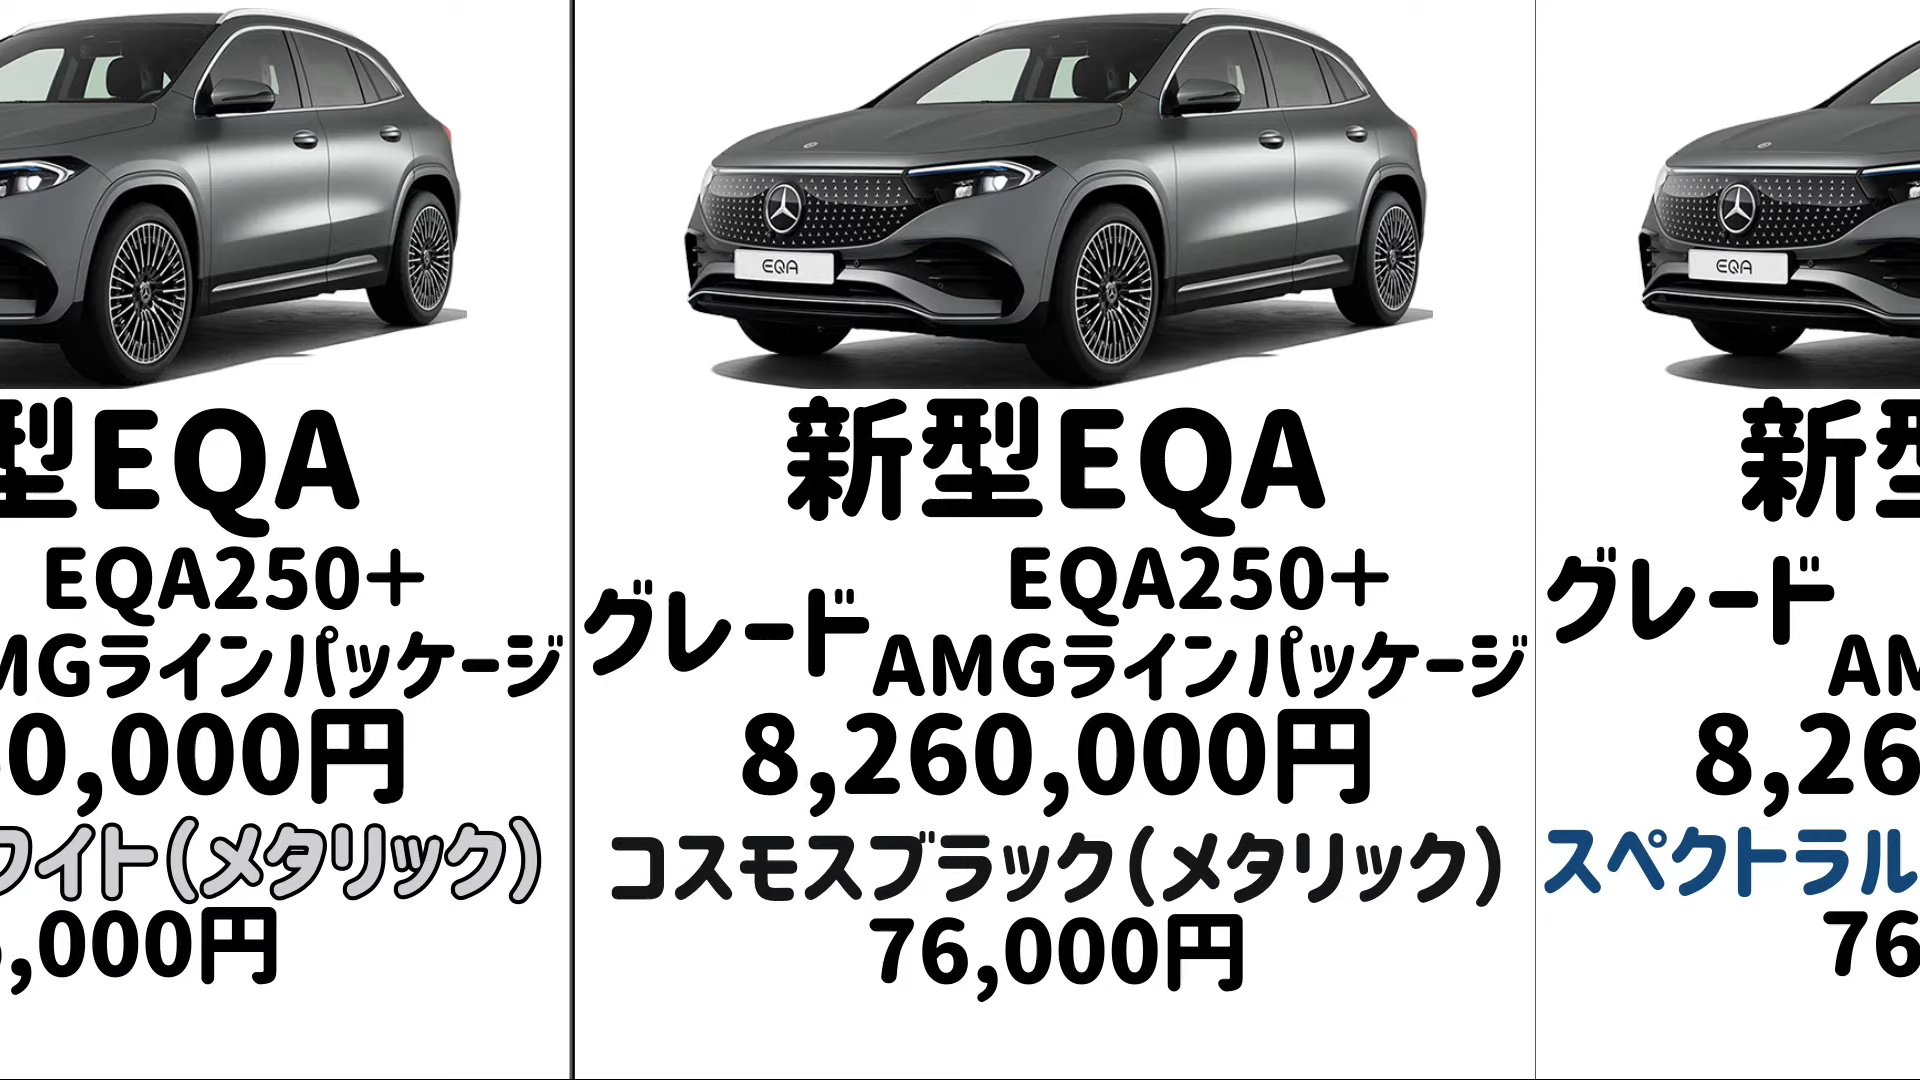 型EQA
EQA250+
MGラインパッケージ
0,000円
ワイト(メタリック)
,000円
EQA
新型EQA
グレード
EQA250+
AMGラインパッケージ
8,260,000円
コスモスブラック(メタリック)
76,000円
EQA
新型
グレード
AM
8,26
スペクトラル
76